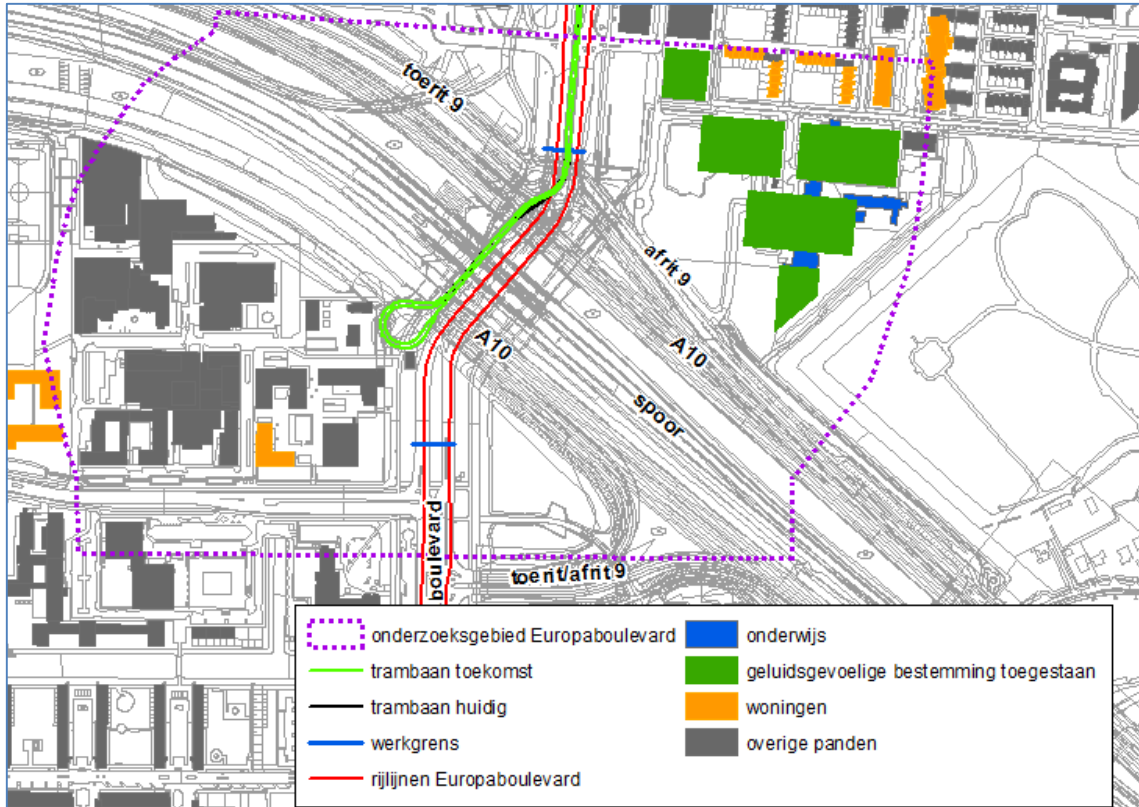 toerit 9
afrit 9
A10
A10
spoor
boulevard
toerit/afrit 9
onderzoeksgebied Europaboulevard
trambaan toekomst
trambaan huidig
werkgrens
rijlijnen Europaboulevard
onderwijs
geluidsgevoelige bestemming toegestaan
woningen
overige panden